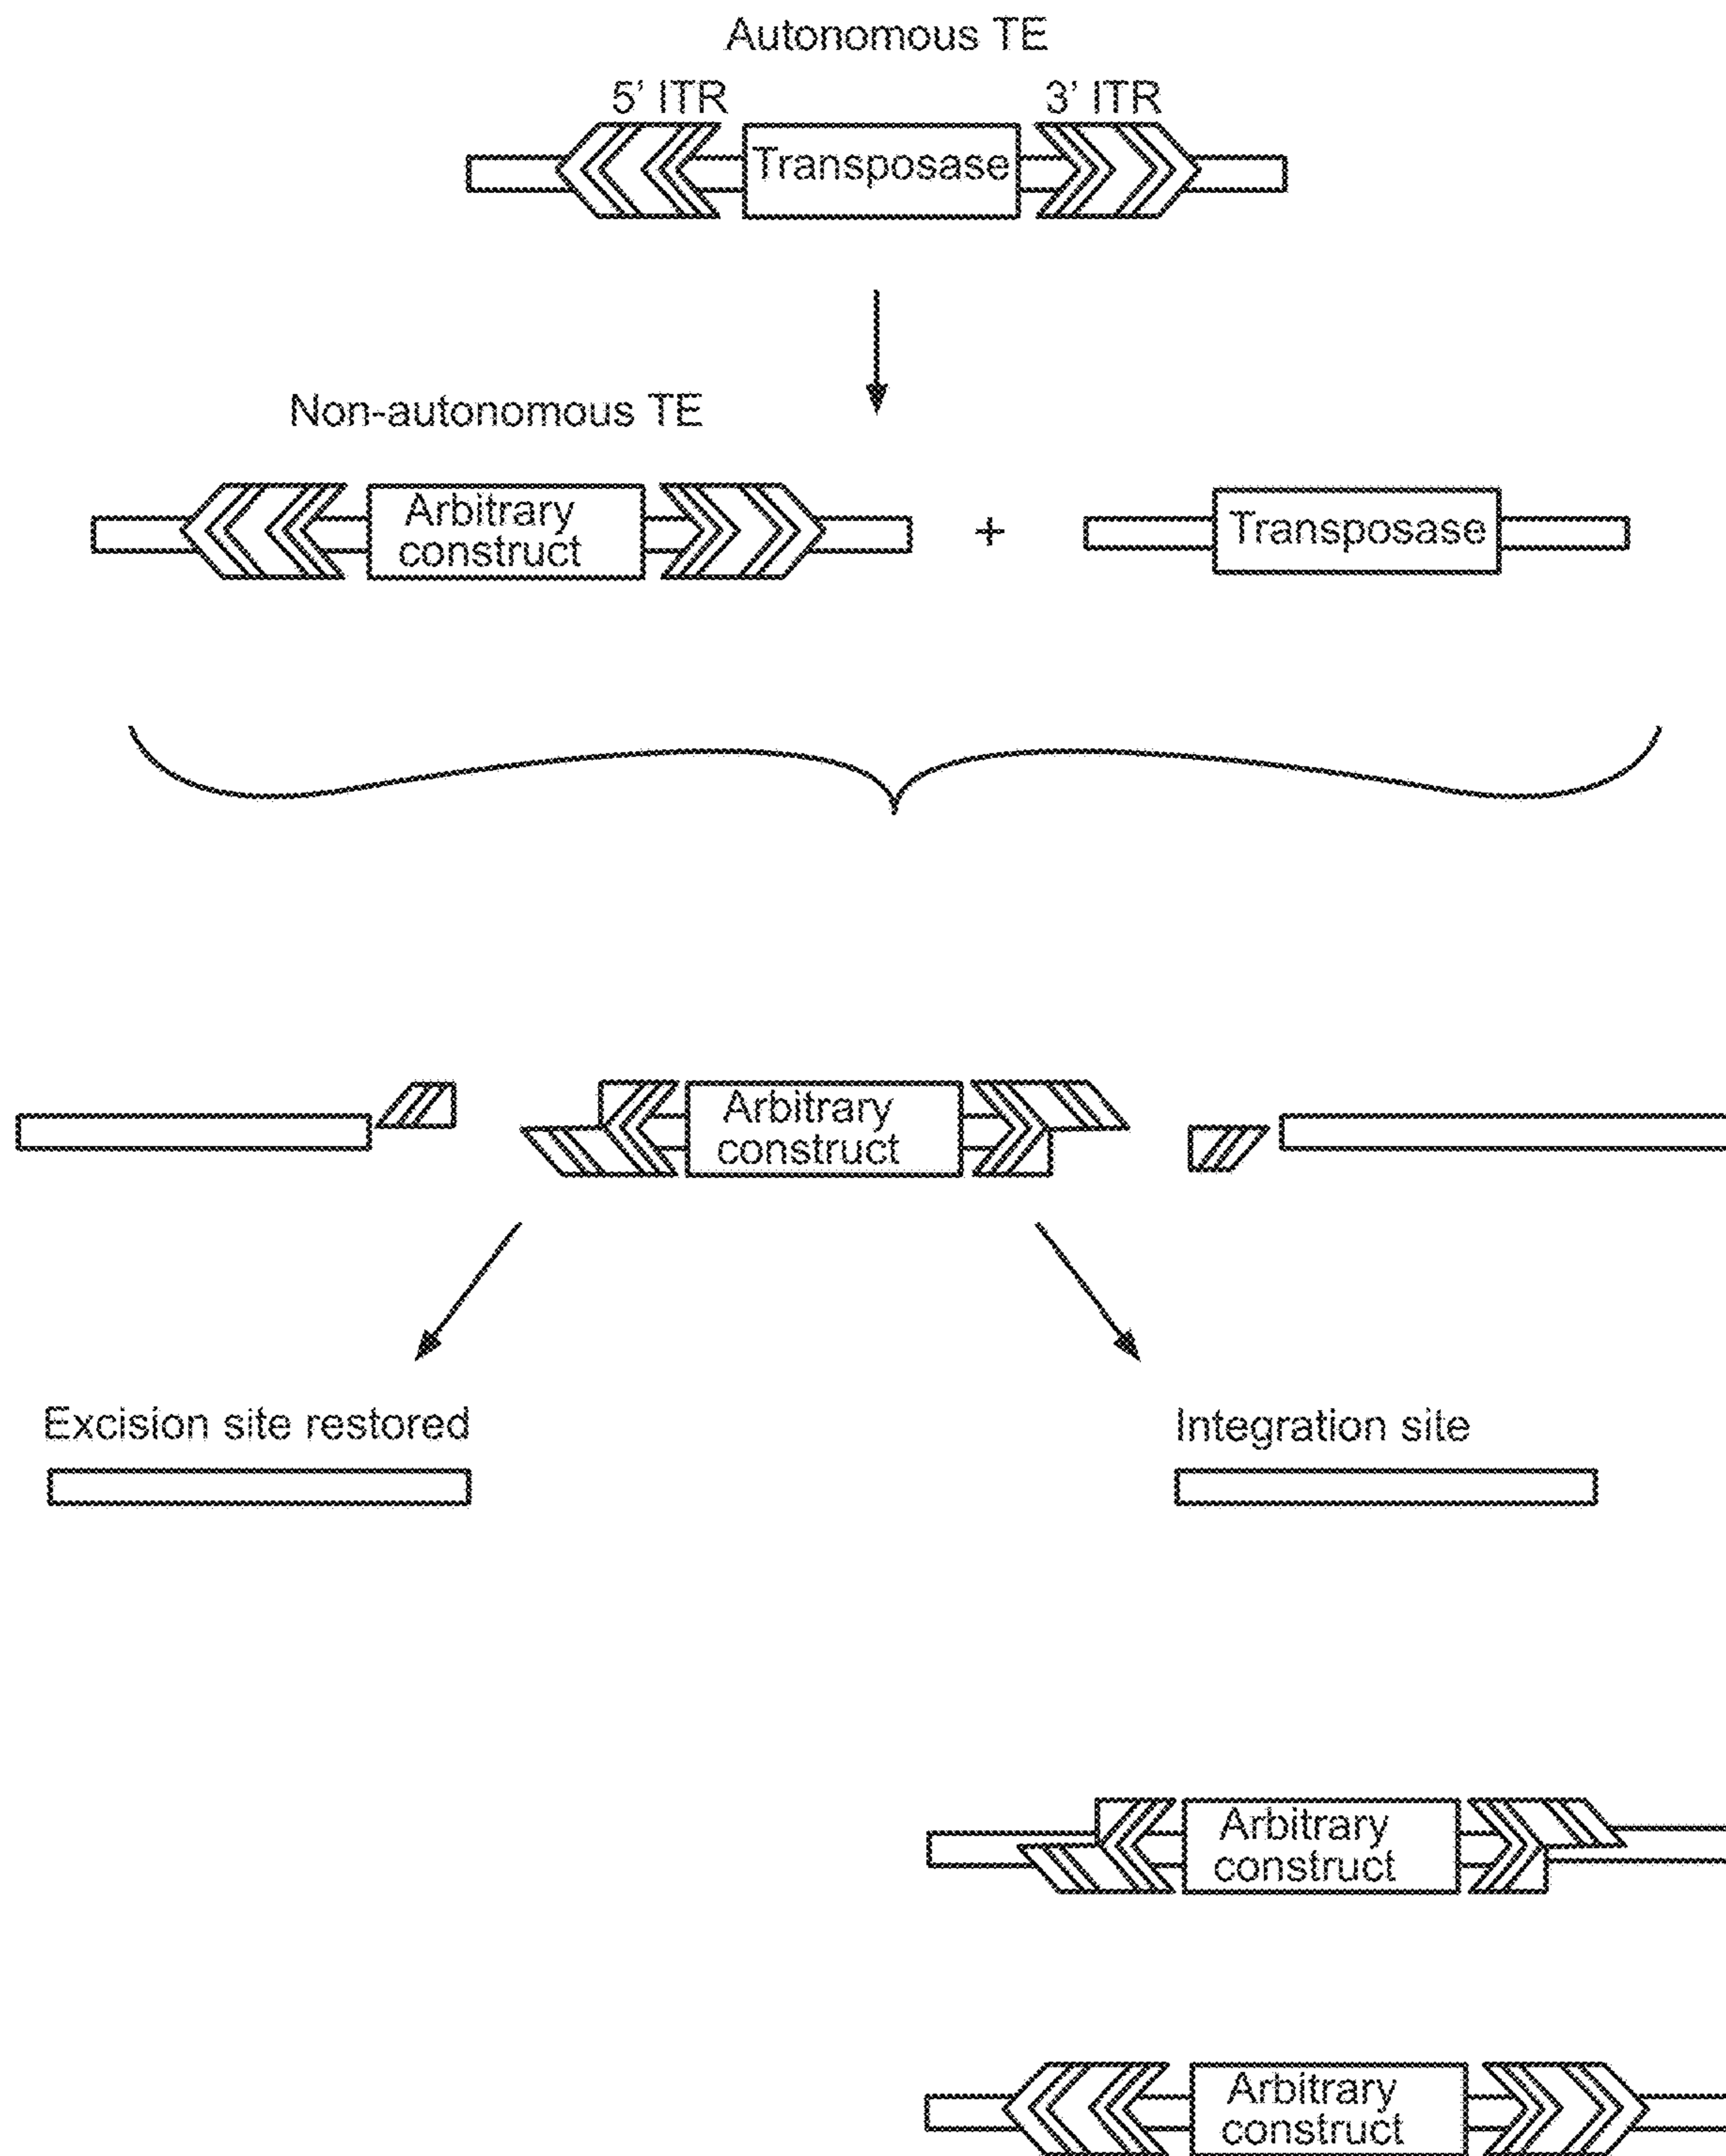 Autonomous TE
5' ITR
3' ITR
Transposase
Non-autonomous TE
Arbitrary
construct
+
Transposase
Arbitrary
construct
Excision site restored
Integration site
Arbitrary
construct
Arbitrary
construct